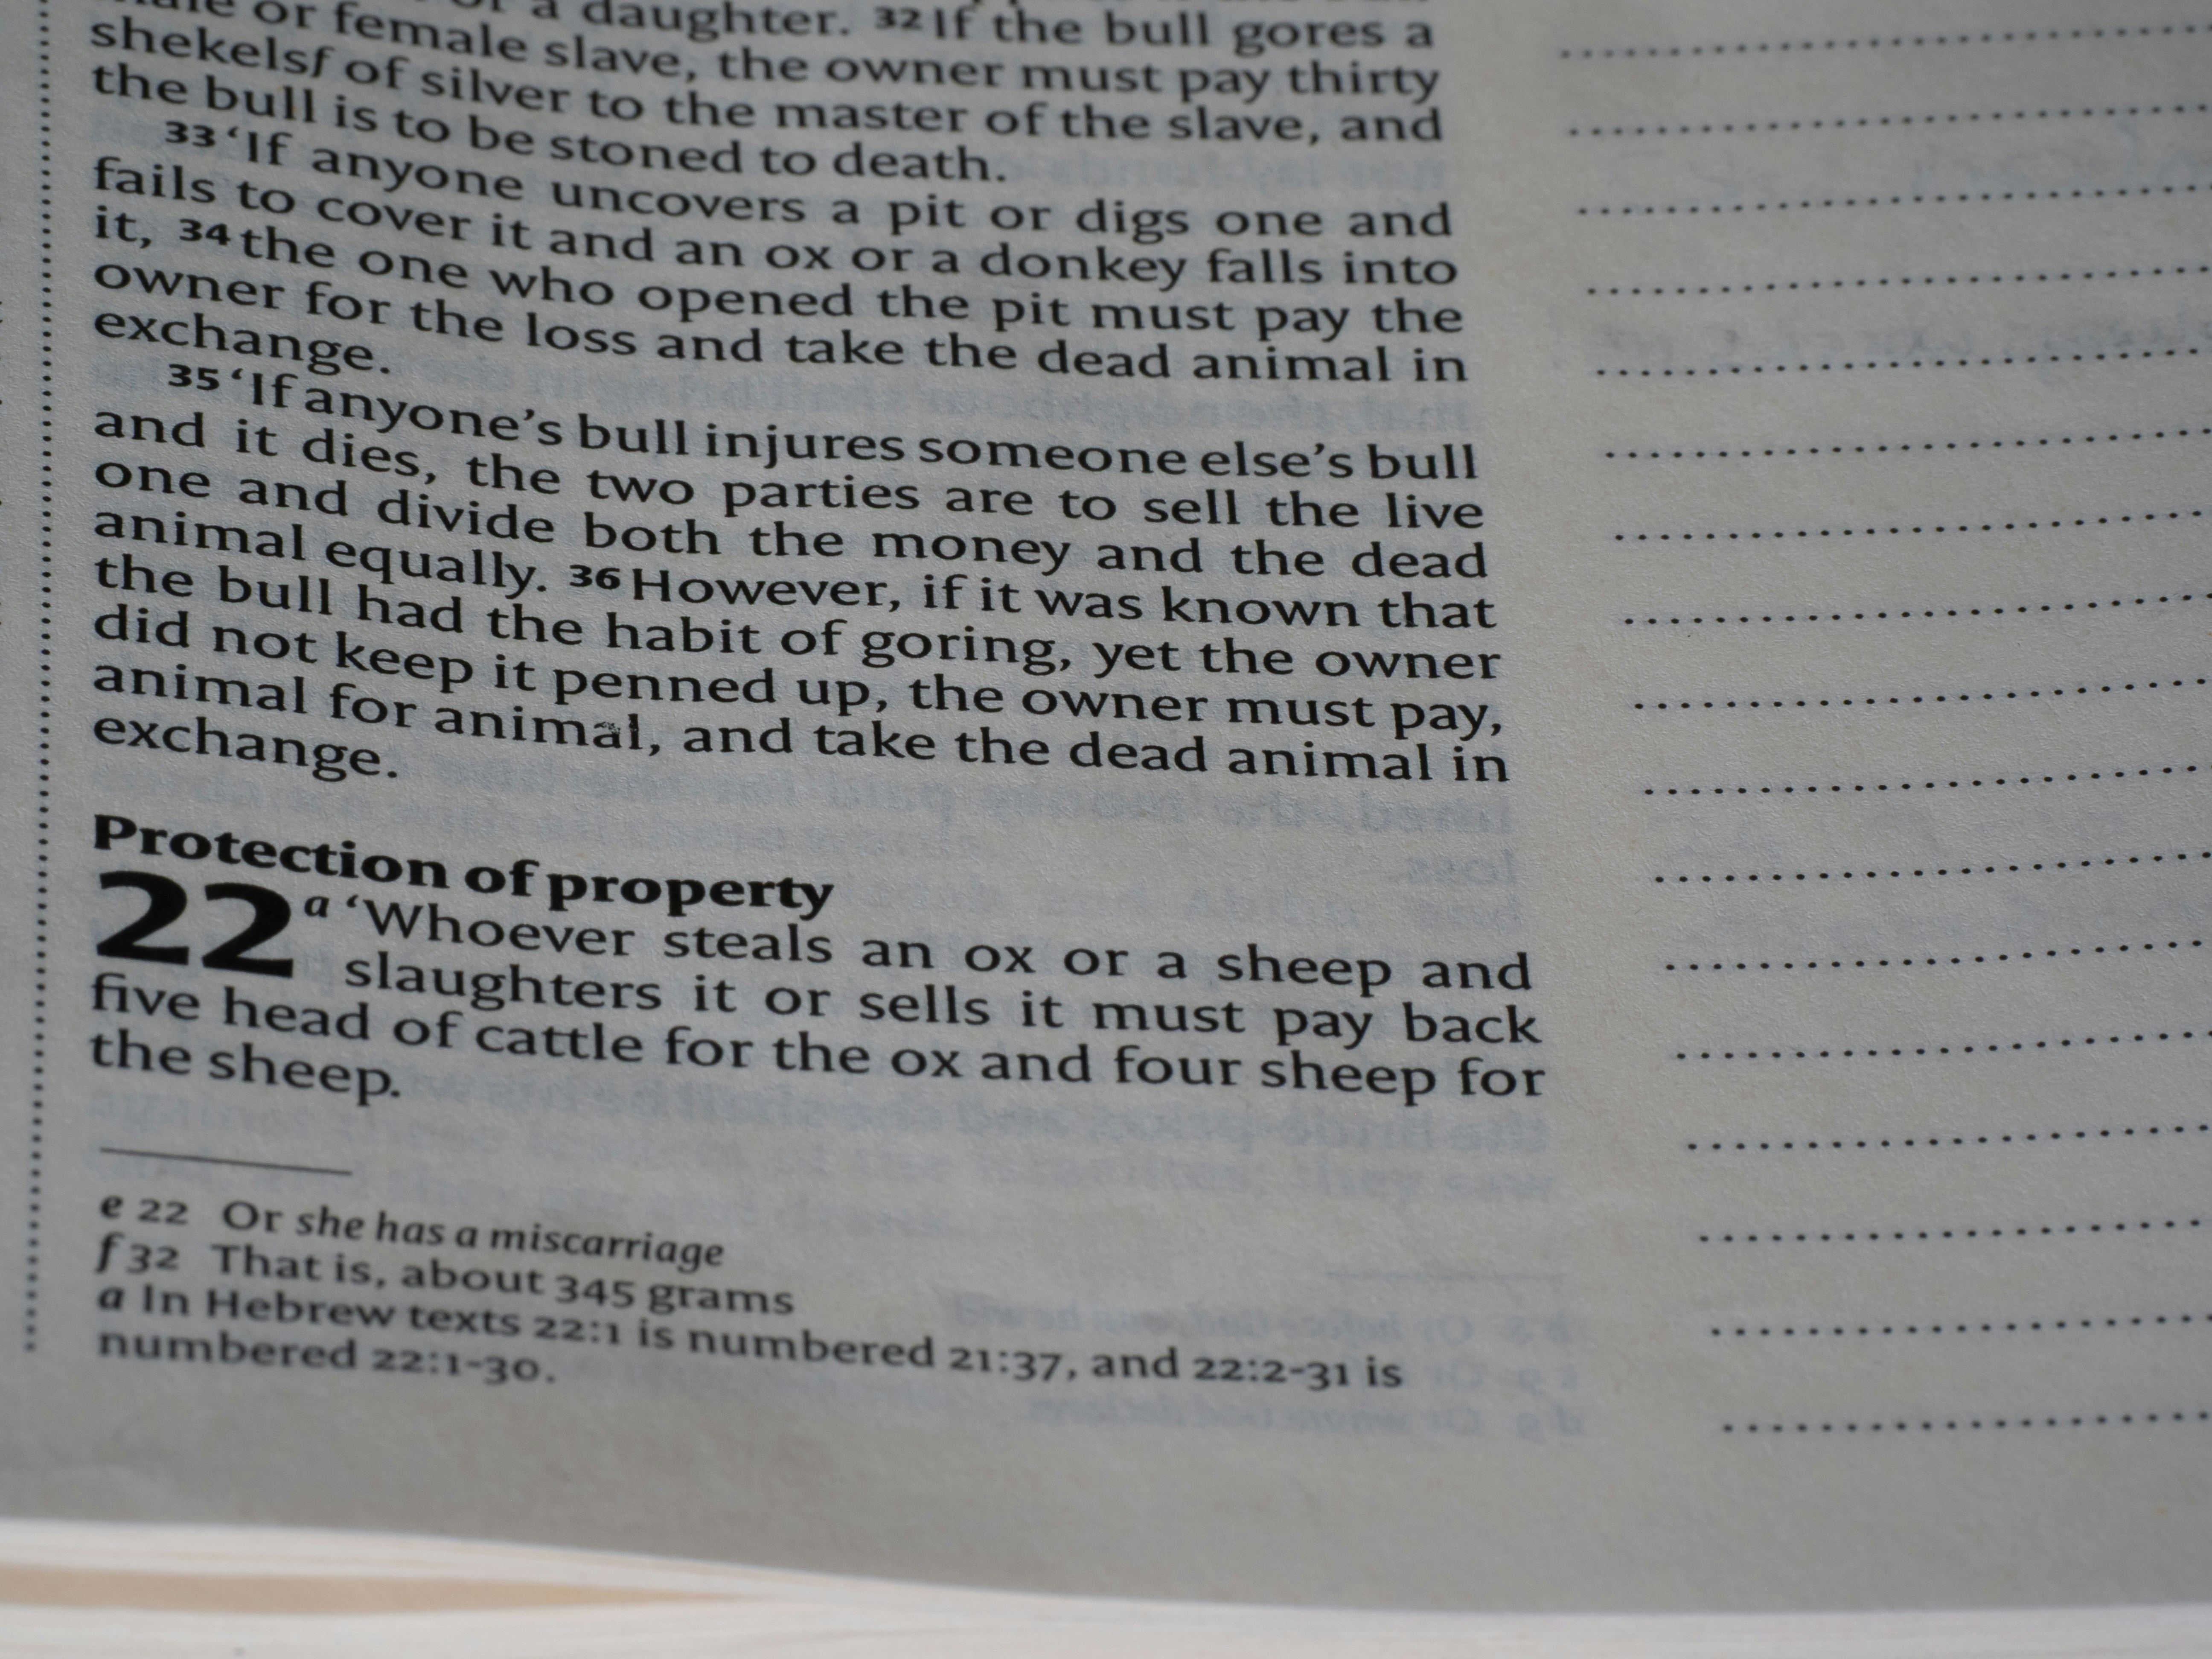 or a daughter. 32 If the bull gores a
male or female slave, the owner must pay thirty
shekelsf of silver to the master of the slave, and
the bull is to be stoned to death.
33 ‘If anyone uncovers a pit or digs one and
fails to cover it and an ox or a donkey falls into
it, 34 the one who opened the pit must pay the
owner for the loss and take the dead animal in
exchange.
35 ‘If anyone’s bull injures someone else’s bull
and it dies, the two parties are to sell the live
one and divide both the money and the dead
animal equally. 36 However, if it was known that
the bull had the habit of goring, yet the owner
did not keep it penned up, the owner must pay,
animal for animal, and take the dead animal in
exchange.
Protection of property
22 a ‘Whoever steals an ox or a sheep and
slaughters it or sells it must pay back
five head of cattle for the ox and four sheep for
the sheep.
e 22 Or she has a miscarriage
f 32 That is, about 345 grams
a In Hebrew texts 22:1 is numbered 21:37, and 22:2-31 is
numbered 22:1-30.